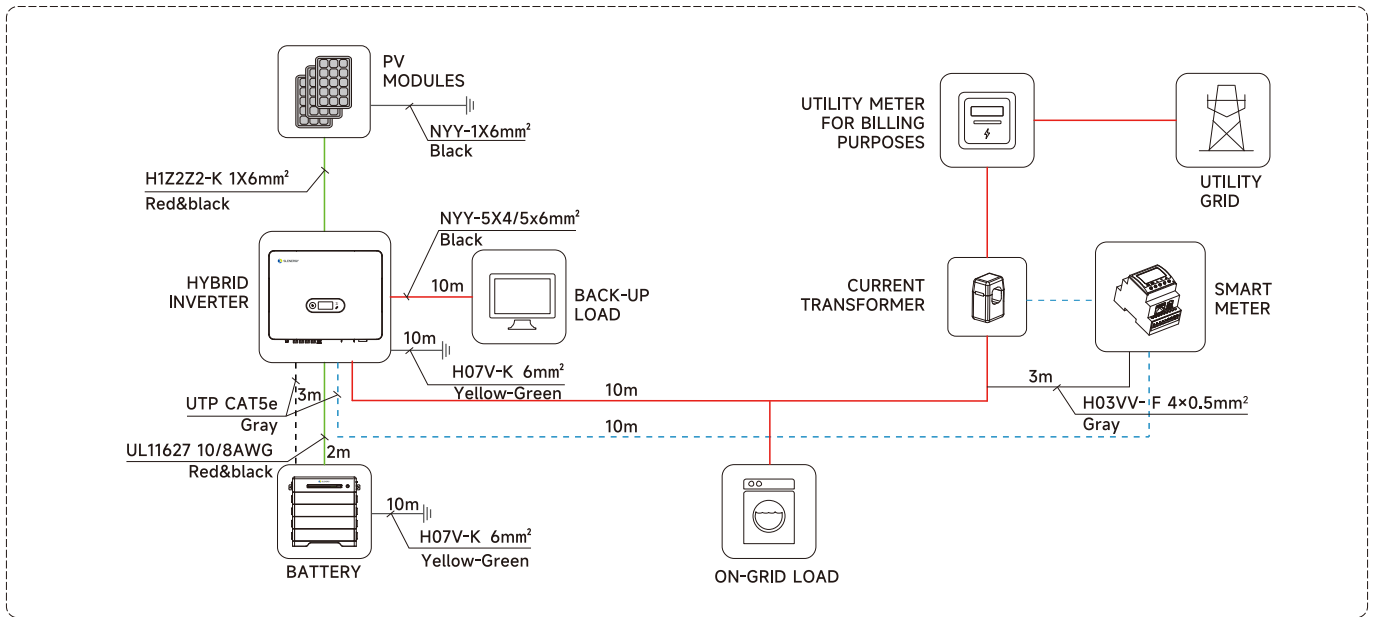 PV
MODULES
NYY-1X6mm²
Black
H1Z2Z2-K 1X6mm²
Red&black
UTILITY METER
FOR BILLING
PURPOSES
UTILITY
GRID
NYY-5X4/5x6mm²
Black
HYBRID
INVERTER
10m
BACK-UP
LOAD
CURRENT
TRANSFORMER
SMART
METER
10m
H07V-K 6mm²
Yellow-Green
10m
3m
H03VV-F 4×0.5mm²
Gray
UTP CAT5e
Gray
3m
10m
UL11627 10/8AWG
Red&black
2m
10m
H07V-K 6mm²
Yellow-Green
BATTERY
ON-GRID LOAD